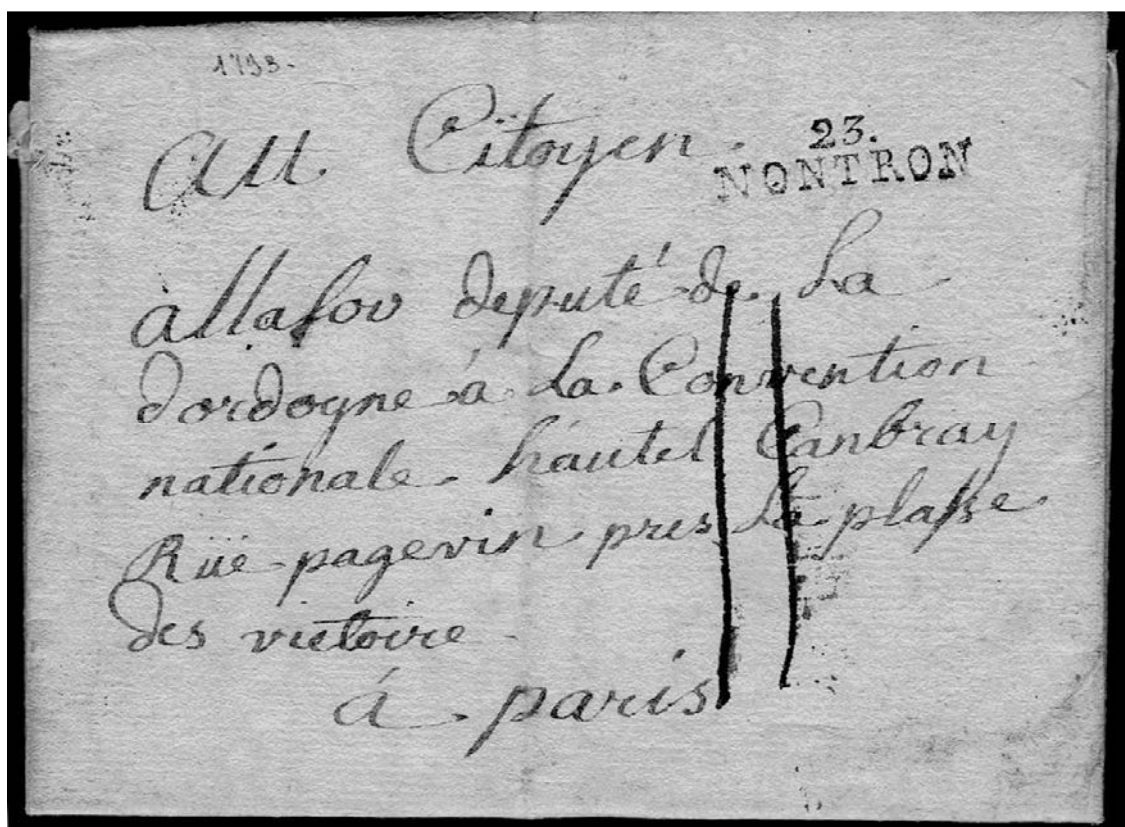 1793.
Au Citoyen
23.
NONTRON
allafov deputé de La
dordogne á la Convention
nationale hautel Canbray
Rüe pagevin pres la plasse
des victoire
á paris